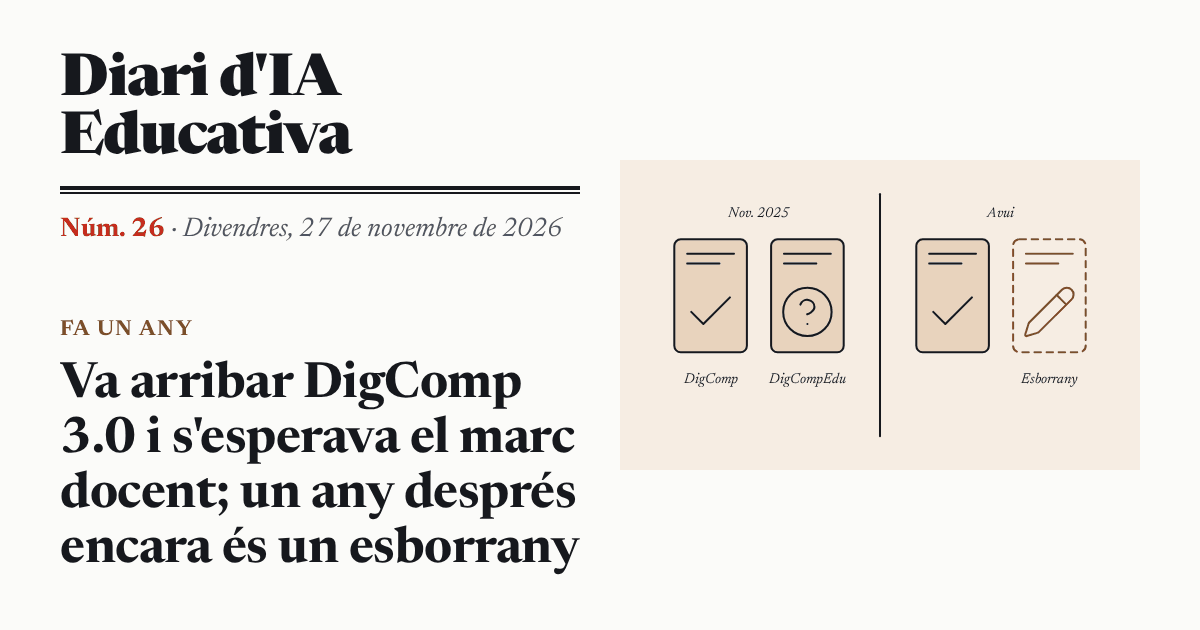 Diari d'IA
Educativa
Núm. 26 · Divendres, 27 de novembre de 2026
FA UN ANY
Va arribar DigComp
3.0 i s'esperava el marc
docent; un any després
encara és un esborrany
Nov. 2025
Avui
?
DigComp
DigCompEdu
Esborrany